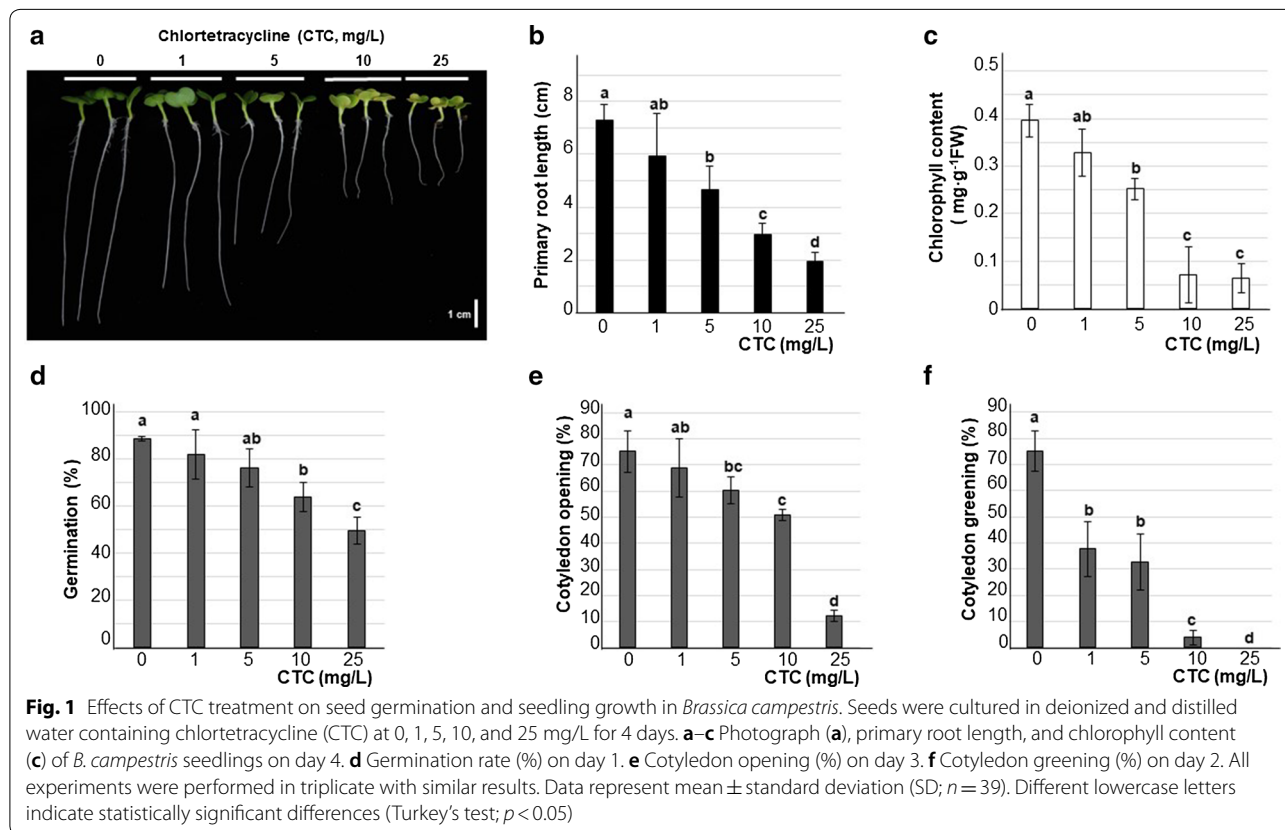 a
Chlortetracycline (CTC, mg/L)
0 1 5 10 25
1 cm
b
Primary root length (cm)
8
6
4
2
0
a ab b c d
0 1 5 10 25
CTC (mg/L)
c
Chlorophyll content
( mg·g⁻¹FW)
0.5
0.4
0.3
0.2
0.1
0
a ab b c c
0 1 5 10 25
CTC (mg/L)
d
Germination (%)
100
80
60
40
20
0
a a ab b c
0 1 5 10 25
CTC (mg/L)
e
Cotyledon opening (%)
90
80
70
60
50
40
30
20
10
0
a ab bc c d
0 1 5 10 25
CTC (mg/L)
f
Cotyledon greening (%)
90
80
70
60
50
40
30
20
10
0
a b b c d
0 1 5 10 25
CTC (mg/L)
Fig. 1 Effects of CTC treatment on seed germination and seedling growth in Brassica campestris. Seeds were cultured in deionized and distilled
water containing chlortetracycline (CTC) at 0, 1, 5, 10, and 25 mg/L for 4 days. a–c Photograph (a), primary root length, and chlorophyll content
(c) of B. campestris seedlings on day 4. d Germination rate (%) on day 1. e Cotyledon opening (%) on day 3. f Cotyledon greening (%) on day 2. All
experiments were performed in triplicate with similar results. Data represent mean ± standard deviation (SD; n = 39). Different lowercase letters
indicate statistically significant differences (Turkey's test; p < 0.05)